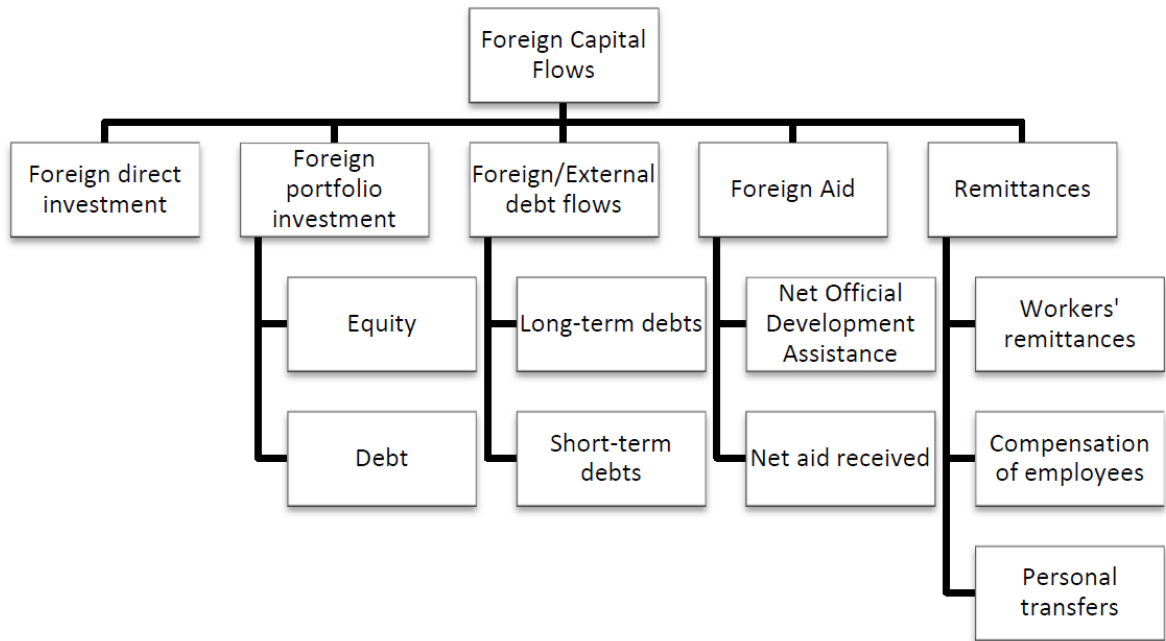 Foreign Capital
Flows
Foreign direct
investment
Foreign
portfolio
investment
Foreign/External
debt flows
Foreign Aid
Remittances
Equity
Long-term debts
Net Official
Development
Assistance
Workers'
remittances
Debt
Short-term
debts
Net aid received
Compensation
of employees
Personal
transfers